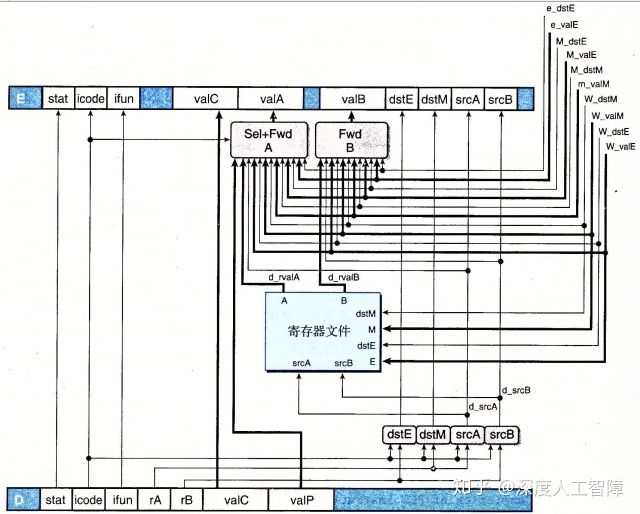 e_dstE
e_valE
M_dstE
M_valE
M_dstM
m_valM
W_dstM
W_valM
W_dstE
W_valE
E stat icode ifun valC valA valB dstE dstM srcA srcB
Sel+Fwd A
Fwd B
d_rvalA d_rvalB
A B
dstM
寄存器文件 M
dstE
srcA srcB E
d_srcB
d_srcA
dstE dstM srcA srcB
知乎 @深度人工智障
D stat icode ifun rA rB valC valP